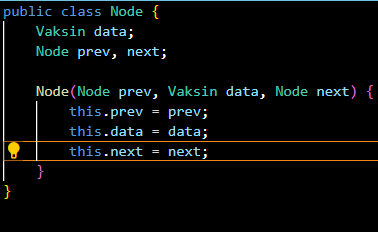 public class Node {
    Vaksin data;
    Node prev, next;

    Node(Node prev, Vaksin data, Node next) {
        this.prev = prev;
        this.data = data;
        this.next = next;
    }
}